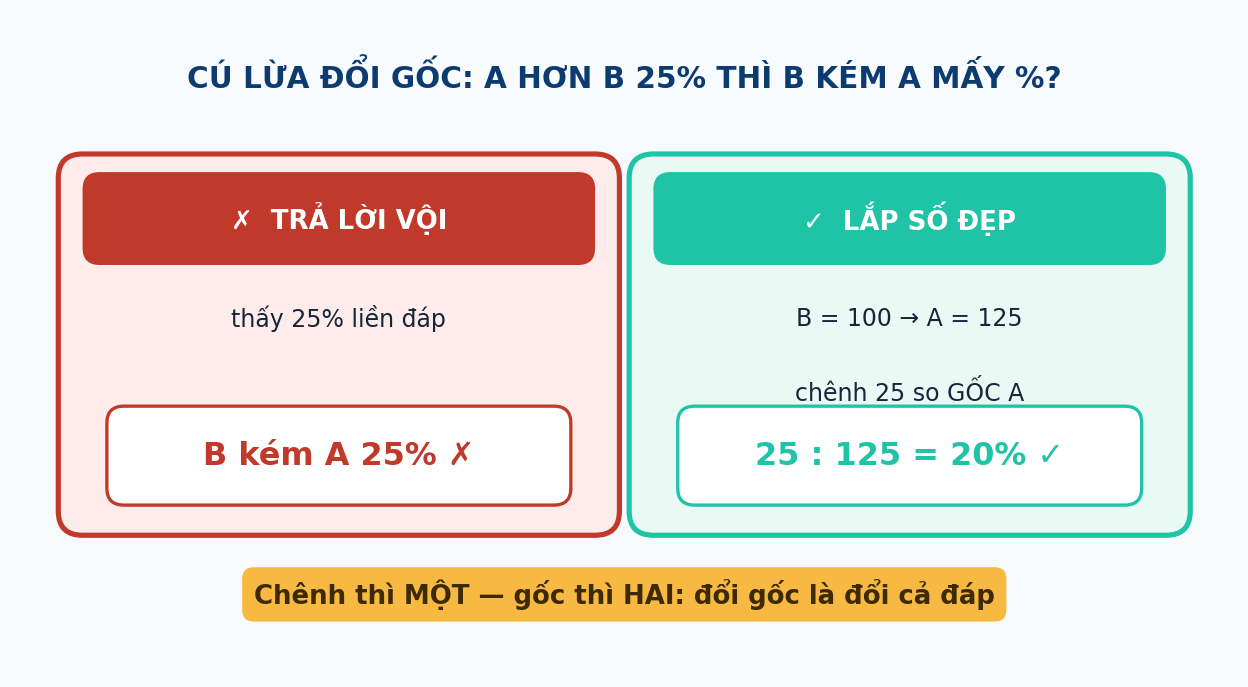 CÚ LỪA ĐỔI GỐC: A HƠN B 25% THÌ B KÉM A MẤY %?
✗ TRẢ LỜI VỘI
thấy 25% liền đáp
B kém A 25% ✗
✓ LẮP SỐ ĐẸP
B = 100 → A = 125
chênh 25 so GỐC A
25 : 125 = 20% ✓
Chênh thì MỘT — gốc thì HAI: đổi gốc là đổi cả đáp